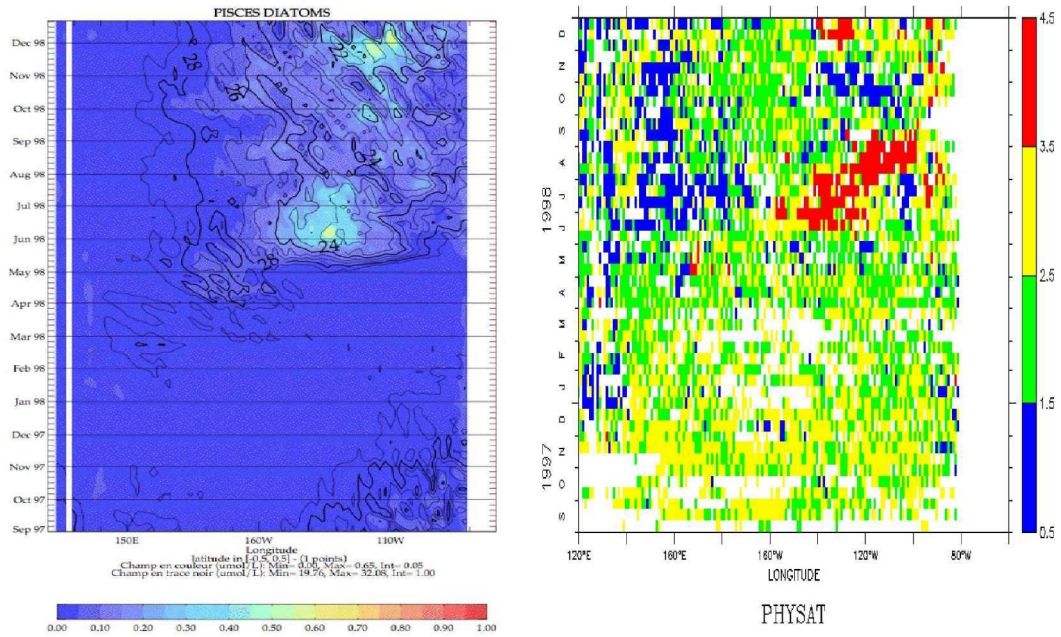 PISCES DIATOMS
Dec 98
Nov 98
Oct 98
Sep 98
Aug 98
Jul 98
Jun 98
May 98
Apr 98
Mar 98
Feb 98
Jan 98
Dec 97
Nov 97
Oct 97
Sep 97
28
26
24
24
28
150E
160W
110W
Longitude
latitude in [-0.5, 0.5] - (1 points)
Champ en couleur (umol/L): Min= 0.00, Max= 0.65, Int= 0.05
Champ en trace noir (umol/L): Min= 19.76, Max= 32.08, Int= 1.00
0.00 0.10 0.20 0.30 0.40 0.50 0.60 0.70 0.80 0.90 1.00
D
N
O
S
A
J
J
M
A
M
F
J
D
N
O
S
1998
1997
120°E 160°E 160°W 120°W 80°W
LONGITUDE
PHYSAT
4.5
3.5
2.5
1.5
0.5